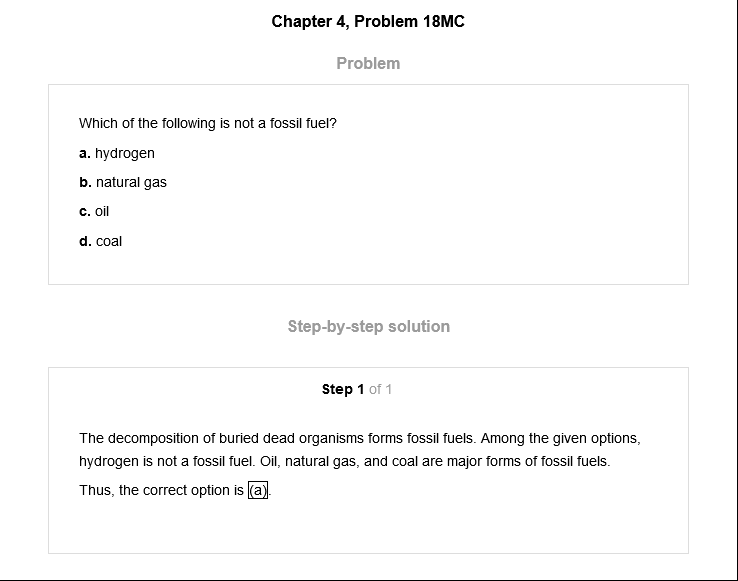 Chapter 4, Problem 18MC
Problem
Which of the following is not a fossil fuel?
a. hydrogen
b. natural gas
c. oil
d. coal
Step-by-step solution
Step 1 of 1
The decomposition of buried dead organisms forms fossil fuels. Among the given options,
hydrogen is not a fossil fuel. Oil, natural gas, and coal are major forms of fossil fuels.
Thus, the correct option is (a).